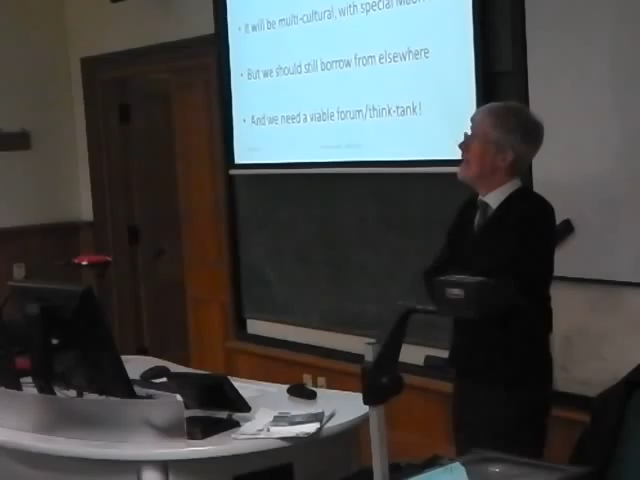 • It will be multi-cultural, with special
• But we should still borrow from elsewhere
• And we need a viable forum/think-tank!